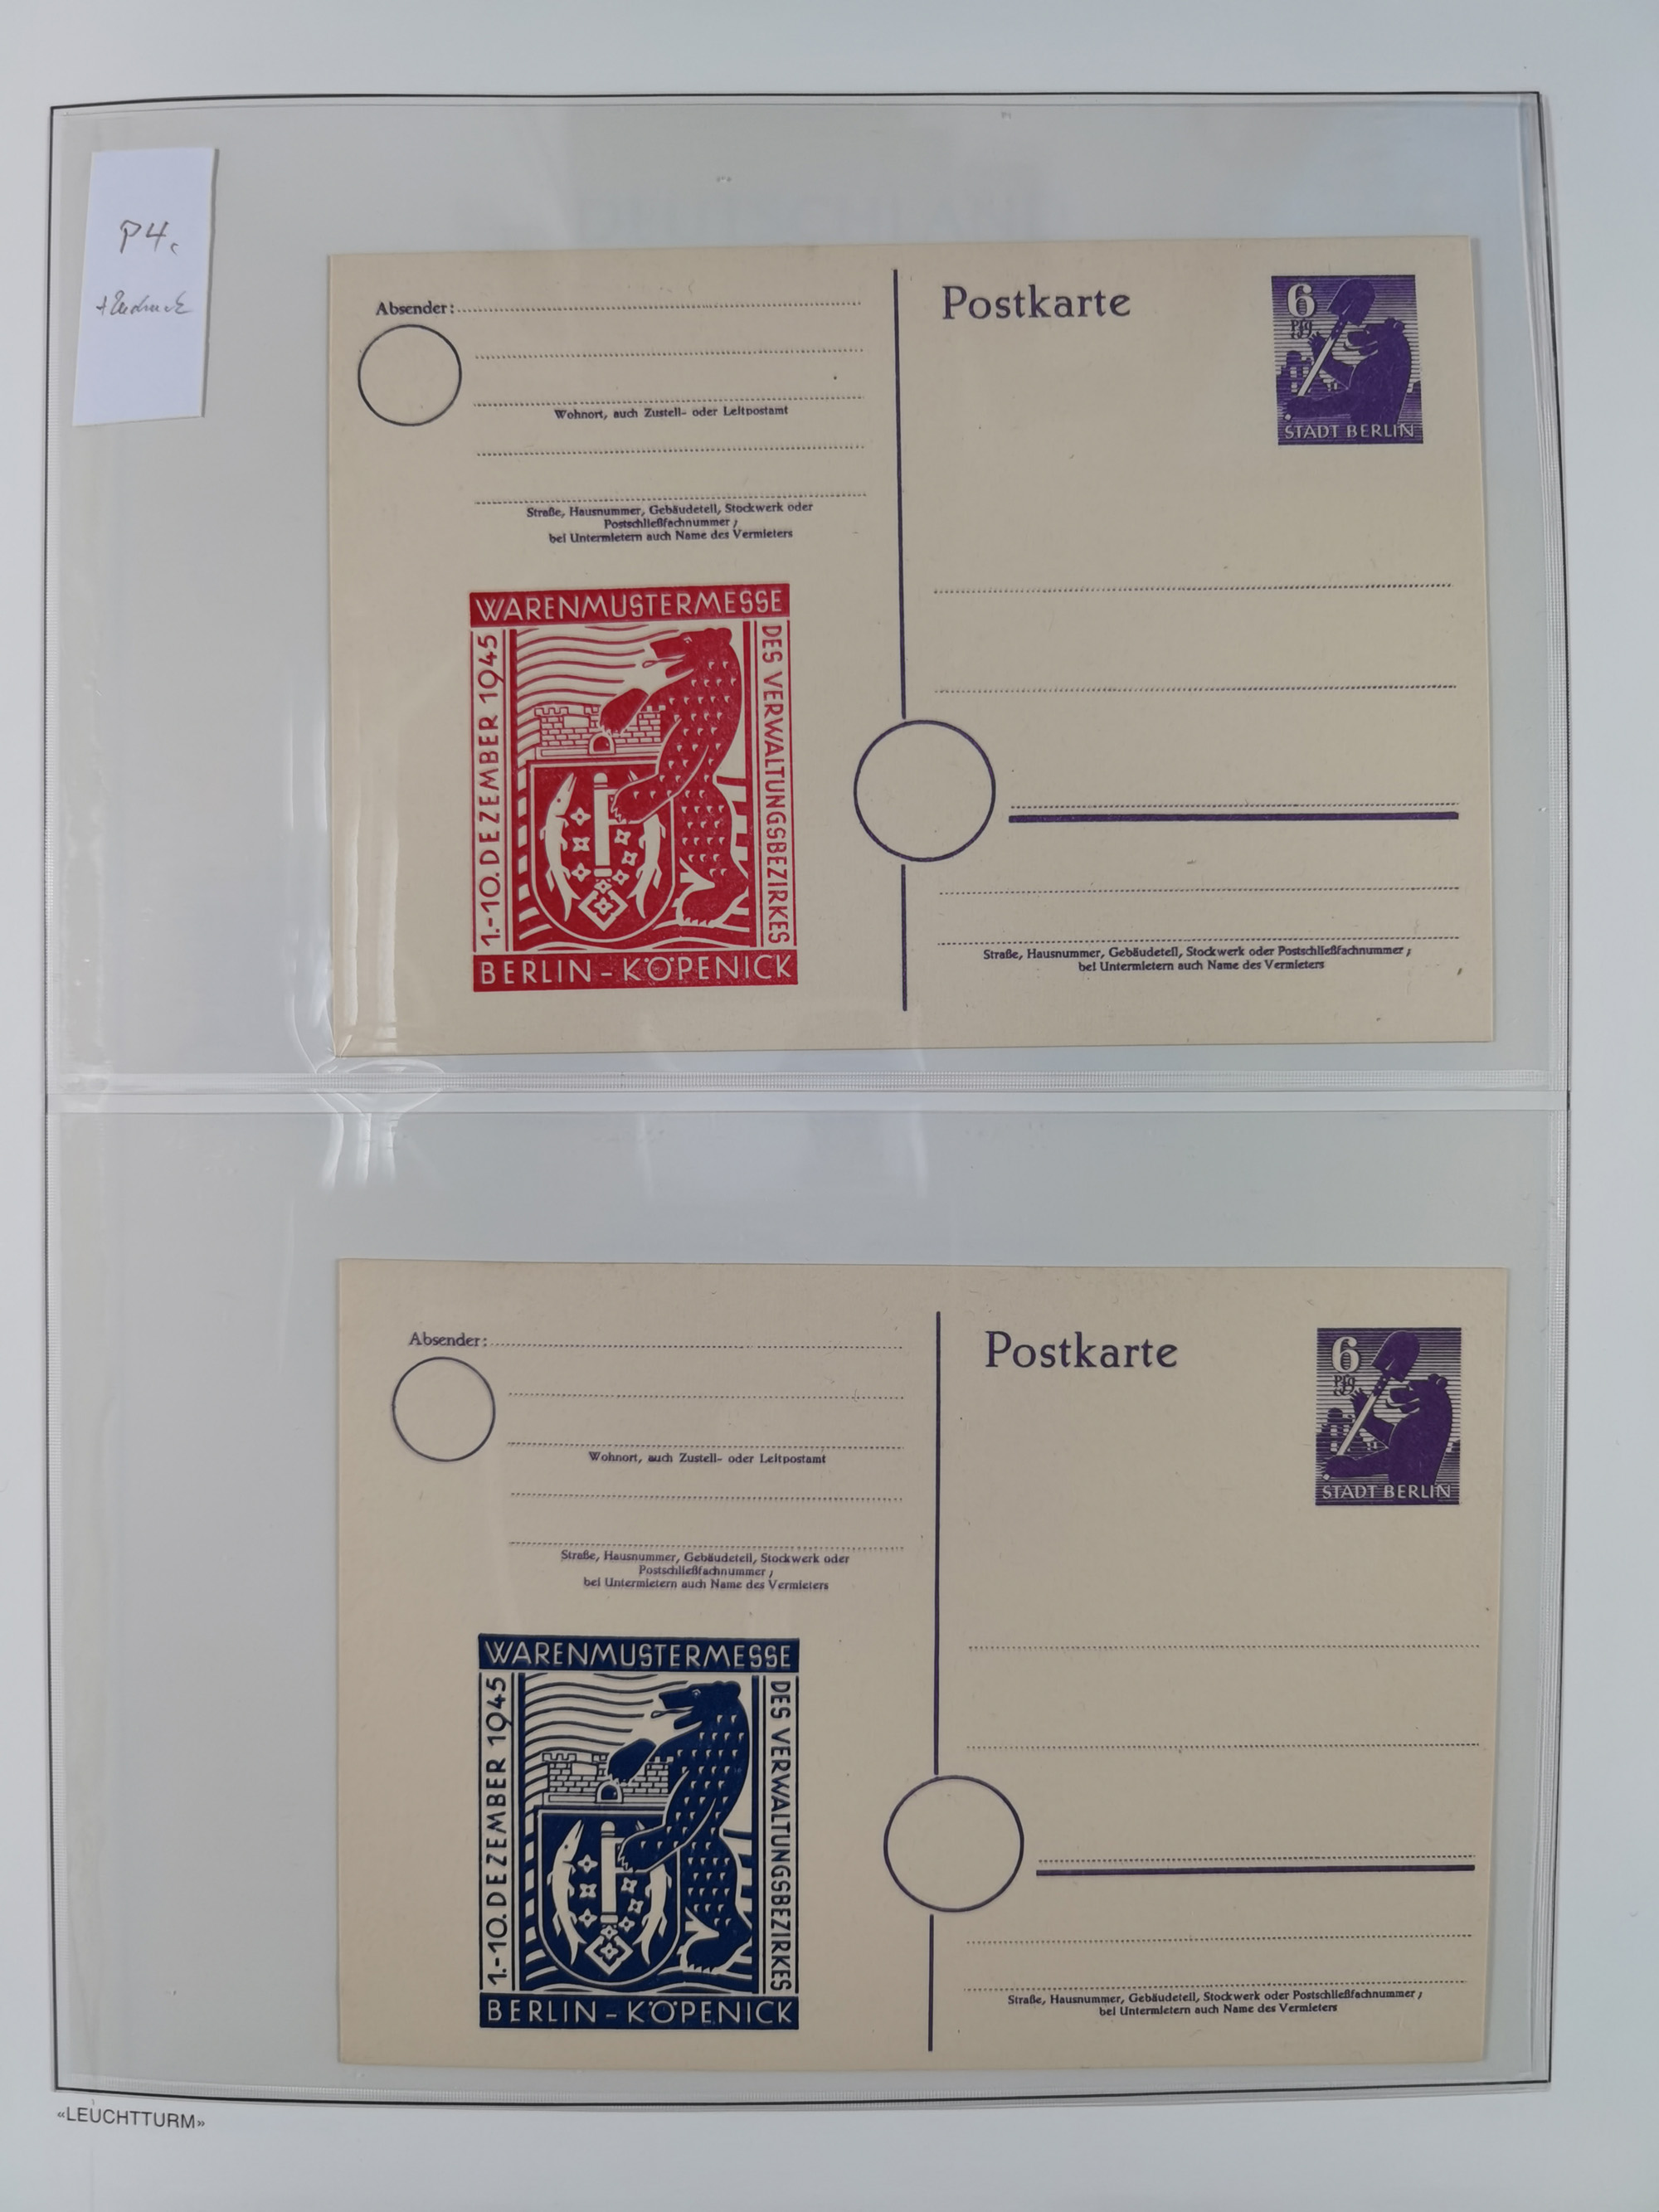 P4c
+ Zudruck
Absender:
Wohnort, auch Zustell- oder Leitpostamt
Straße, Hausnummer, Gebäudeteil, Stockwerk oder
Postschließfachnummer;
bei Untermietern auch Name des Vermieters
WARENMUSTERMESSE
1.-10. DEZEMBER 1945
DES VERWALTUNGSBEZIRKES
BERLIN-KÖPENICK
Postkarte
6
Pfg
STADT BERLIN
Straße, Hausnummer, Gebäudeteil, Stockwerk oder Postschließfachnummer;
bei Untermietern auch Name des Vermieters
Absender:
Wohnort, auch Zustell- oder Leitpostamt
Straße, Hausnummer, Gebäudeteil, Stockwerk oder
Postschließfachnummer;
bei Untermietern auch Name des Vermieters
WARENMUSTERMESSE
1.-10. DEZEMBER 1945
DES VERWALTUNGSBEZIRKES
BERLIN-KÖPENICK
Postkarte
6
Pfg
STADT BERLIN
Straße, Hausnummer, Gebäudeteil, Stockwerk oder Postschließfachnummer;
bei Untermietern auch Name des Vermieters
«LEUCHTTURM»